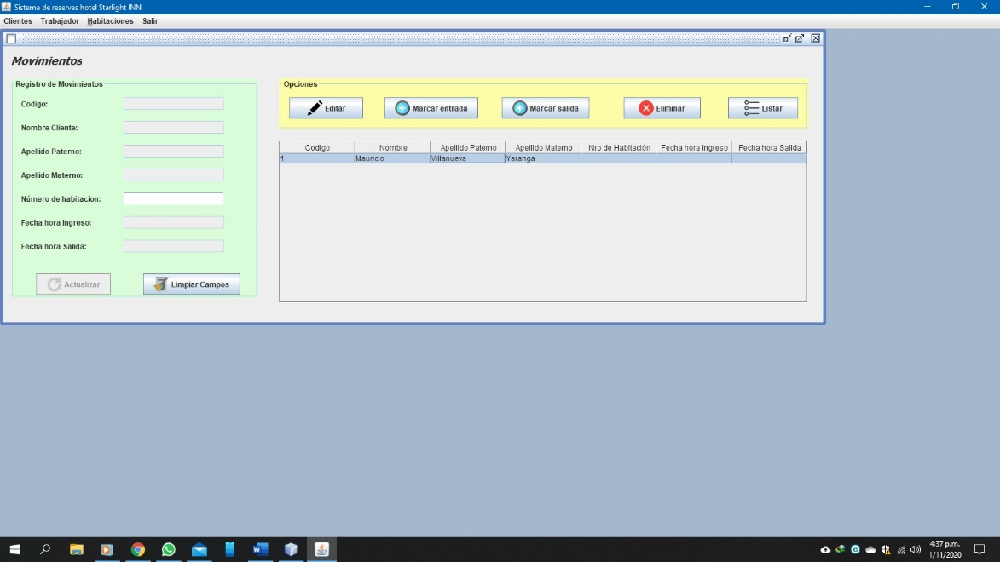 Sistema de reservas hotel Starlight INN
Clientes Trabajador Habitaciones Salir
Movimientos
Registro de Movimientos
Codigo:
Nombre Cliente:
Apellido Paterno:
Apellido Materno:
Número de habitacion:
Fecha hora Ingreso:
Fecha hora Salida:
Actualizar Limpiar Campos
Opciones
Editar Marcar entrada Marcar salida Eliminar Listar
Codigo Nombre Apellido Paterno Apellido Materno Nro de Habitación Fecha hora Ingreso Fecha hora Salida
1 Mauricio Villanueva Yaranga
4:37 p.m.
1/11/2020